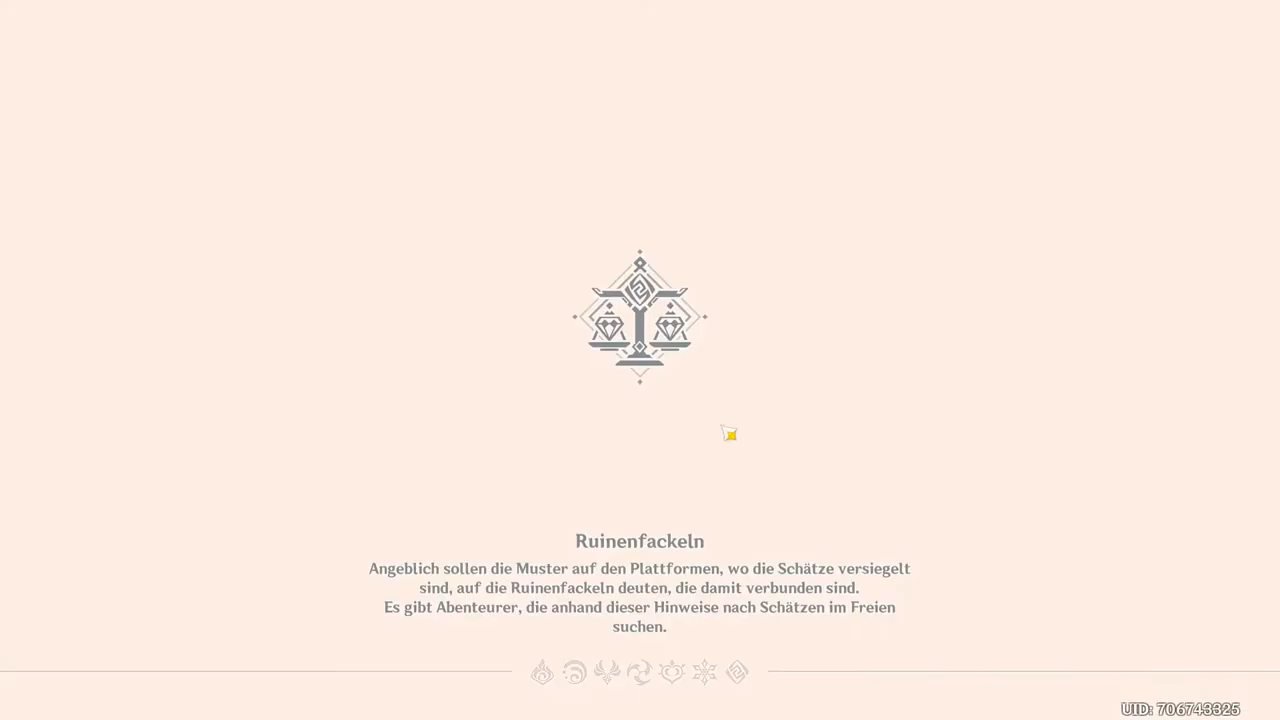 Ruinenfackeln
Angeblich sollen die Muster auf den Plattformen, wo die Schätze versiegelt
sind, auf die Ruinenfackeln deuten, die damit verbunden sind.
Es gibt Abenteurer, die anhand dieser Hinweise nach Schätzen im Freien
suchen.
UID: 706743325